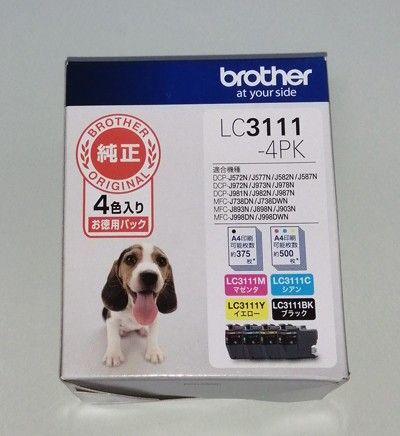 brother
at your side
BROTHER
純正
ORIGINAL
4色入り
お徳用パック
LC3111
-4PK
適合機種
DCP-J572N/J577N/J582N/J587N
DCP-J972N/J973N/J978N
DCP-J981N/J982N/J987N
MFC-J738DN/J738DWN
MFC-J893N/J898N/J903N
MFC-J998DN/J998DWN
A4印刷
可能枚数
約375
枚*
A4印刷
可能枚数
約500
枚*
LC3111M
マゼンタ
LC3111C
シアン
LC3111Y
イエロー
LC3111BK
ブラック